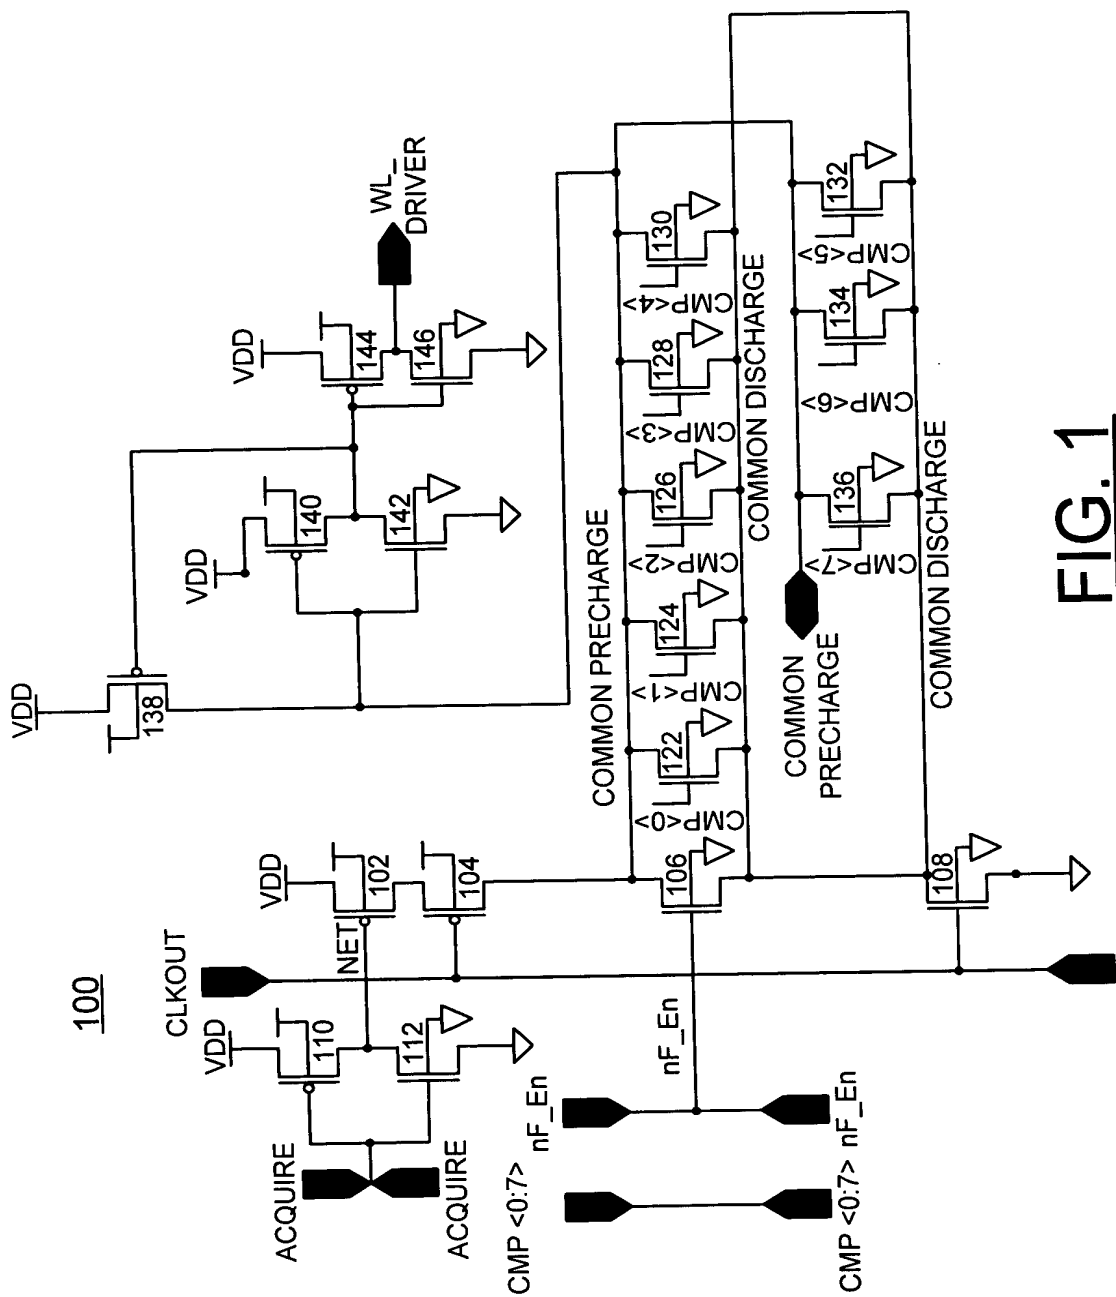 100
ACQUIRE
ACQUIRE
VDD
110
112
CLKOUT
NET
VDD
102
104
VDD
138
VDD
140
142
VDD
144
146
WL_
DRIVER
CMP <0:7>
nF_En
nF_En
CMP <0:7>
nF_En
106
108
COMMON PRECHARGE
CMP<0>
122
CMP<1>
124
CMP<2>
126
CMP<3>
128
CMP<4>
130
COMMON DISCHARGE
COMMON
PRECHARGE
CMP<7>
136
CMP<6>
134
CMP<5>
132
COMMON DISCHARGE
FIG. 1